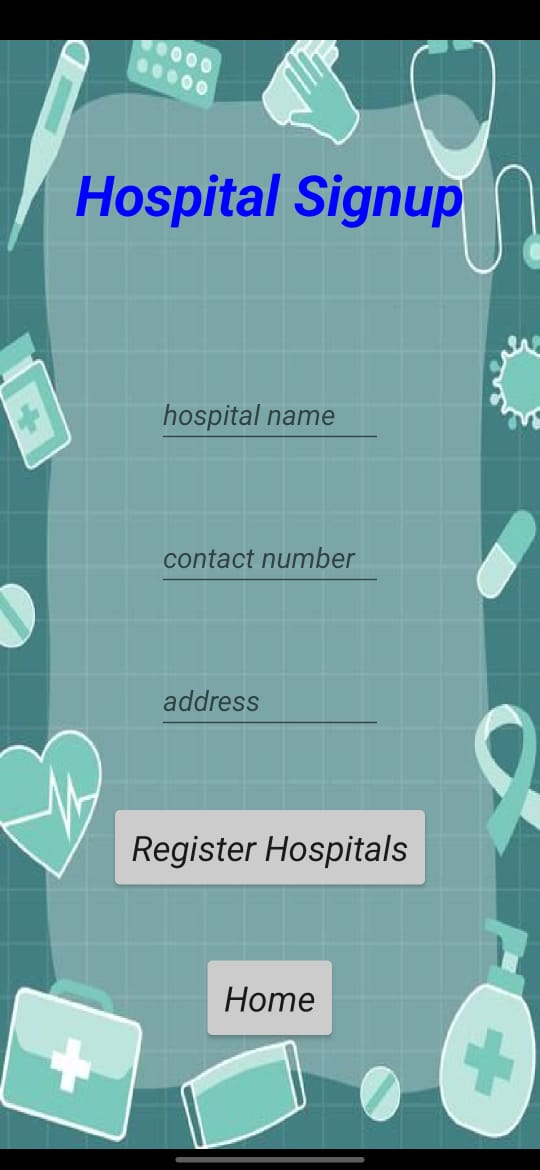 Hospital Signup
hospital name
contact number
address
Register Hospitals
Home